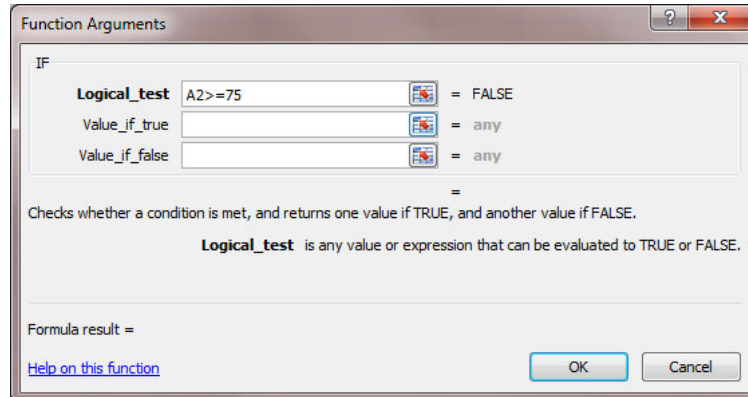 Function Arguments
? X
IF
Logical_test A2>=75 = FALSE
Value_if_true = any
Value_if_false = any
=
Checks whether a condition is met, and returns one value if TRUE, and another value if FALSE.
Logical_test is any value or expression that can be evaluated to TRUE or FALSE.
Formula result =
Help on this function OK Cancel